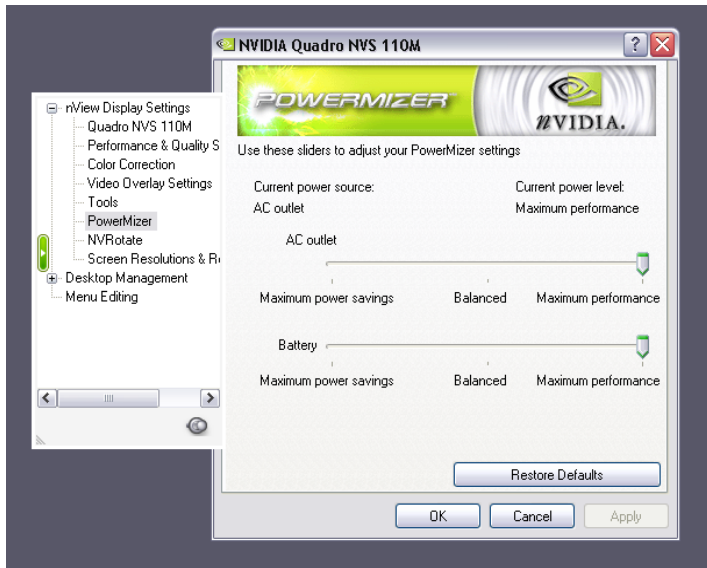 NVIDIA Quadro NVS 110M
nView Display Settings
Quadro NVS 110M
Performance & Quality S
Color Correction
Video Overlay Settings
Tools
PowerMizer
NVRotate
Screen Resolutions & R
Desktop Management
Menu Editing
POWERMIZER
NVIDIA.
Use these sliders to adjust your PowerMizer settings
Current power source: Current power level:
AC outlet Maximum performance
AC outlet
Maximum power savings Balanced Maximum performance
Battery
Maximum power savings Balanced Maximum performance
Restore Defaults
OK Cancel Apply